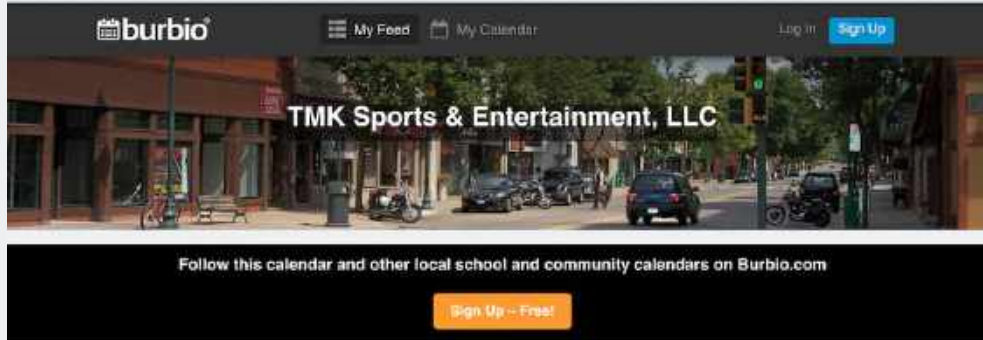 burbio
My Feed
My Calendar
Log In
Sign Up
TMK Sports & Entertainment, LLC
Follow this calendar and other local school and community calendars on Burbio.com
Sign Up – Free!